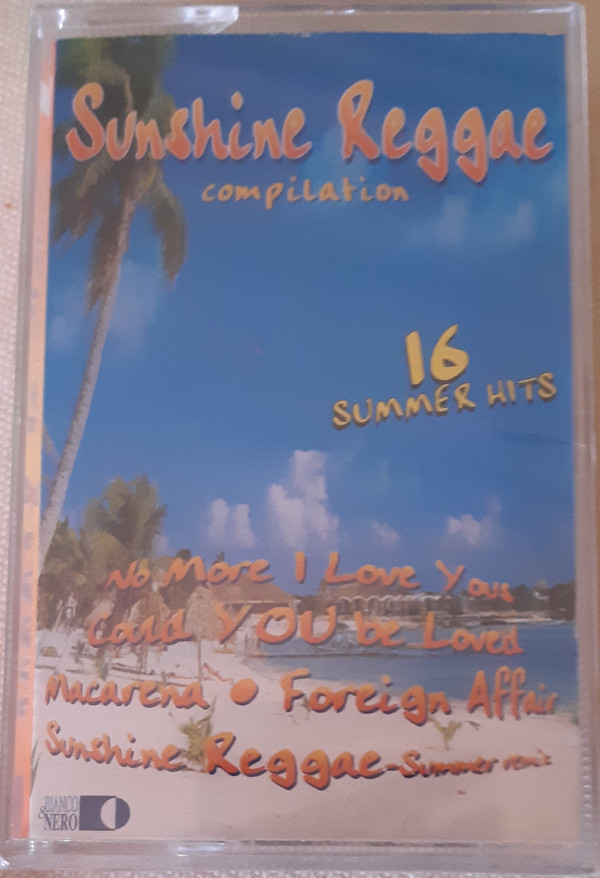 Sunshine Reggae
compilation
16
SUMMER HITS
No More I Love Yous
Could YOU be Loved
Macarena • Foreign Affair
Sunshine Reggae-Summer remix
BIANCO
&NERO